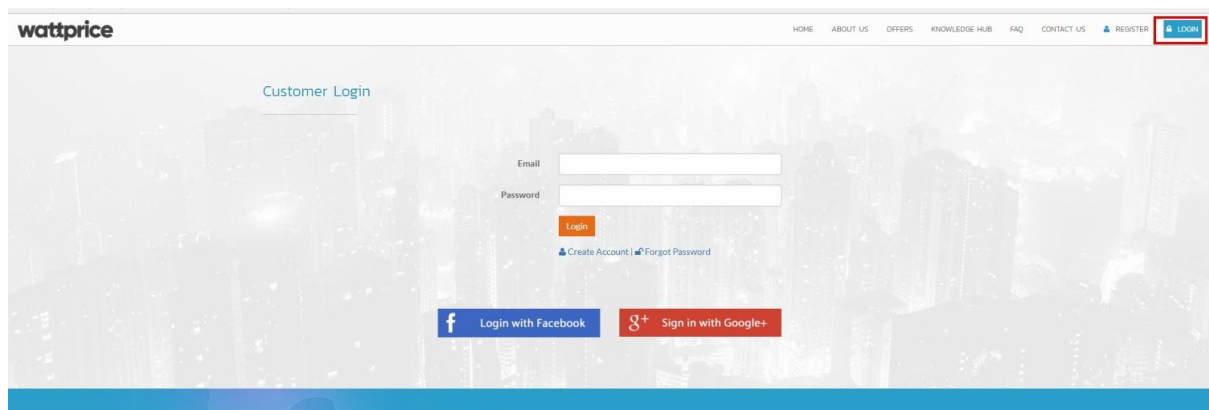 wattprice
HOME ABOUT US OFFERS KNOWLEDGE HUB FAQ CONTACT US REGISTER LOGIN
Customer Login
Email
Password
Login
Create Account | Forgot Password
f Login with Facebook g+ Sign in with Google+